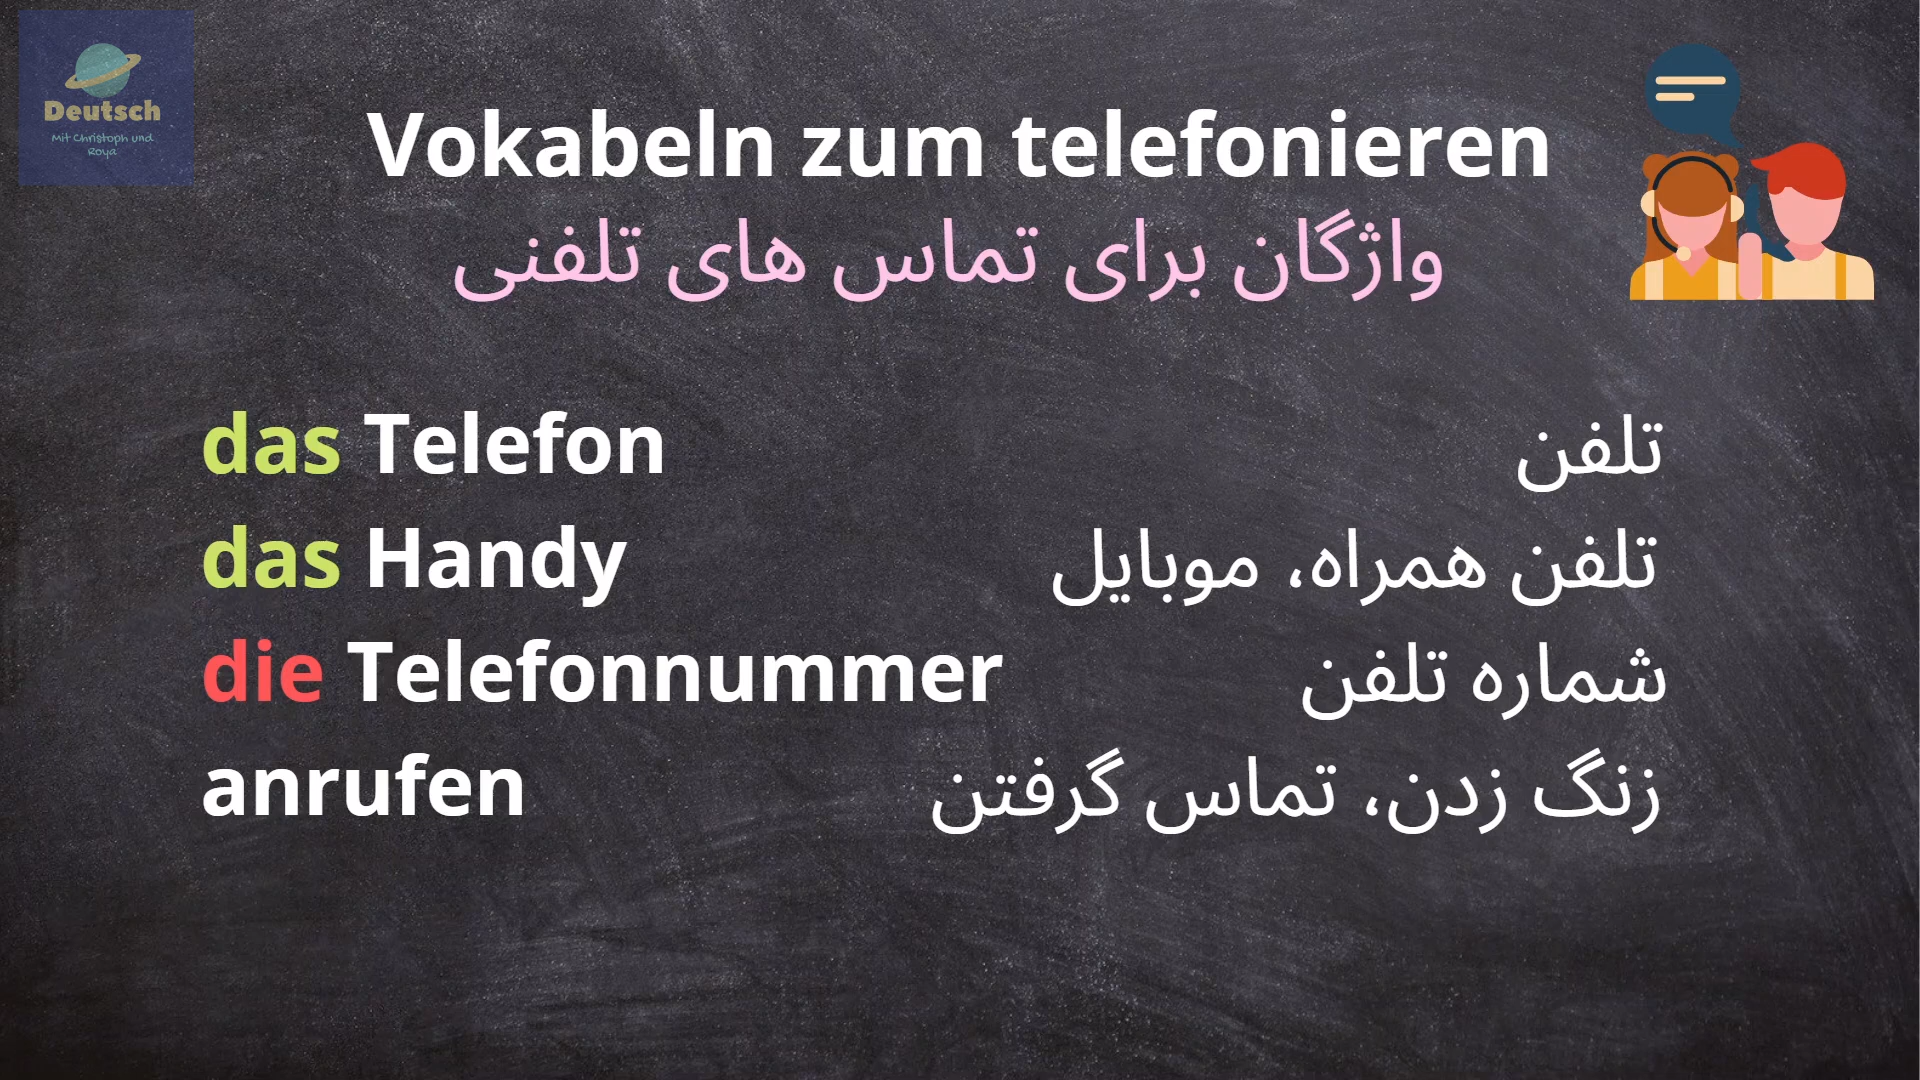 Deutsch
Mit Christoph und
Roya
Vokabeln zum telefonieren
واژگان برای تماس های تلفنی
das Telefon تلفن
das Handy تلفن همراه، موبایل
die Telefonnummer شماره تلفن
anrufen زنگ زدن، تماس گرفتن